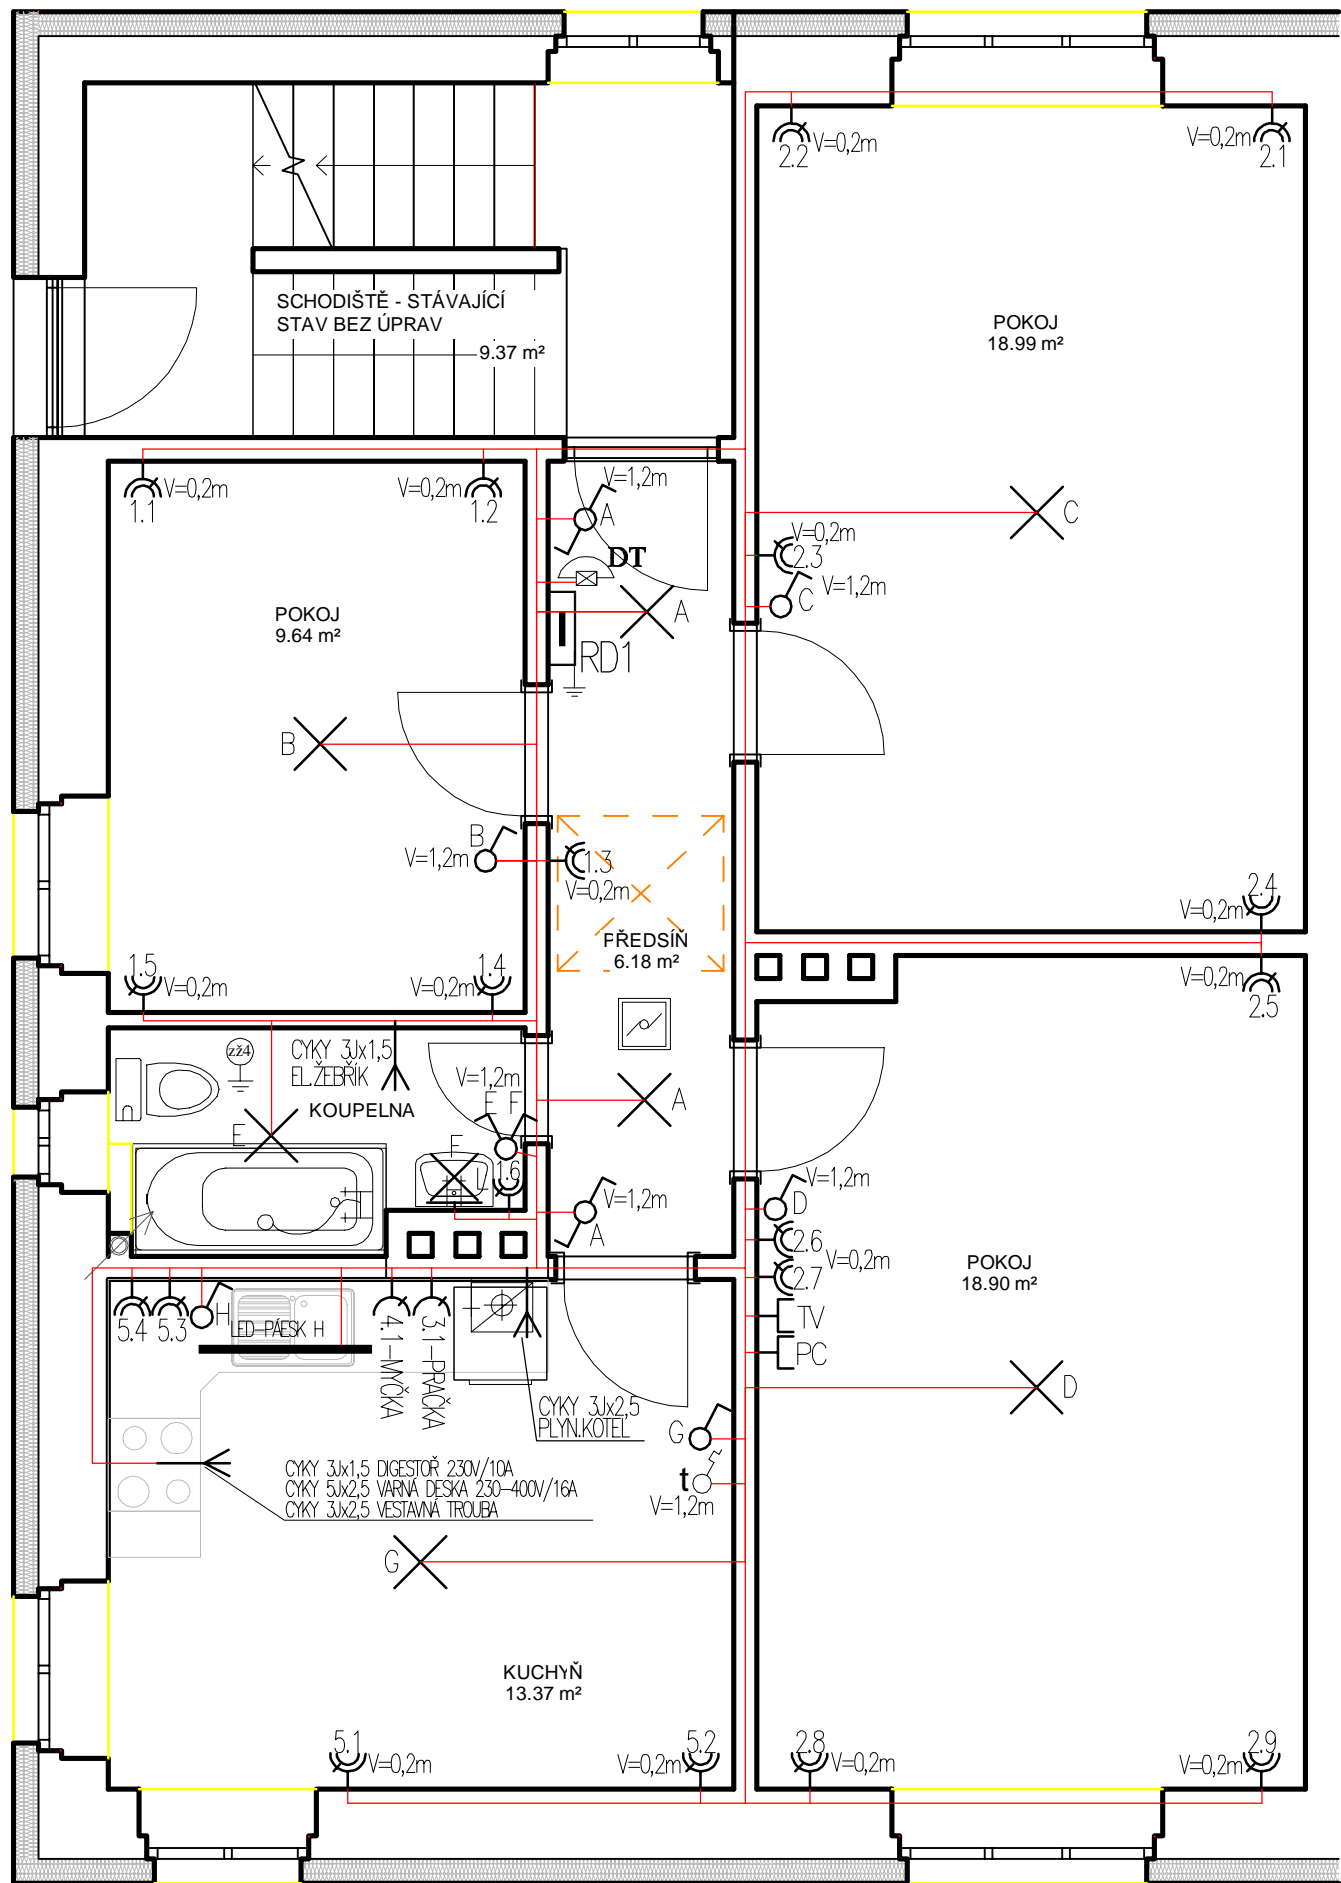 V=0,2m
2.2
V=0,2m
2.1
SCHODIŠTĚ - STÁVAJÍCÍ
STAV BEZ ÚPRAV
9.37 m²
POKOJ
18.99 m²
V=0,2m
1.1
V=0,2m
1.2
V=1,2m
A
DT
A
RD1
C
V=0,2m
2.3
V=1,2m
C
POKOJ
9.64 m²
B
B
V=1,2m
1.3
V=0,2m
PŘEDSÍŇ
6.18 m²
2.4
V=0,2m
1.5
V=0,2m
1.4
V=0,2m
V=0,2m
2.5
zž4
CYKY 3Jx1,5
EL.ŽEBŘÍK
KOUPELNA
V=1,2m
E F
E
F
1.6
A
V=1,2m
A
V=1,2m
D
2.6
V=0,2m
2.7
TV
PC
POKOJ
18.90 m²
D
5.4
5.3
H
LED-PÁESK H
4.1-MYČKA
3.1-PRAČKA
CYKY 3Jx2,5
PLYN.KOTEL
G
t
V=1,2m
CYKY 3Jx1,5 DIGESTOŘ 230V/10A
CYKY 5Jx2,5 VARNÁ DESKA 230-400V/16A
CYKY 3Jx2,5 VESTAVNÁ TROUBA
G
KUCHYŇ
13.37 m²
5.1
V=0,2m
5.2
V=0,2m
2.8
V=0,2m
2.9
V=0,2m